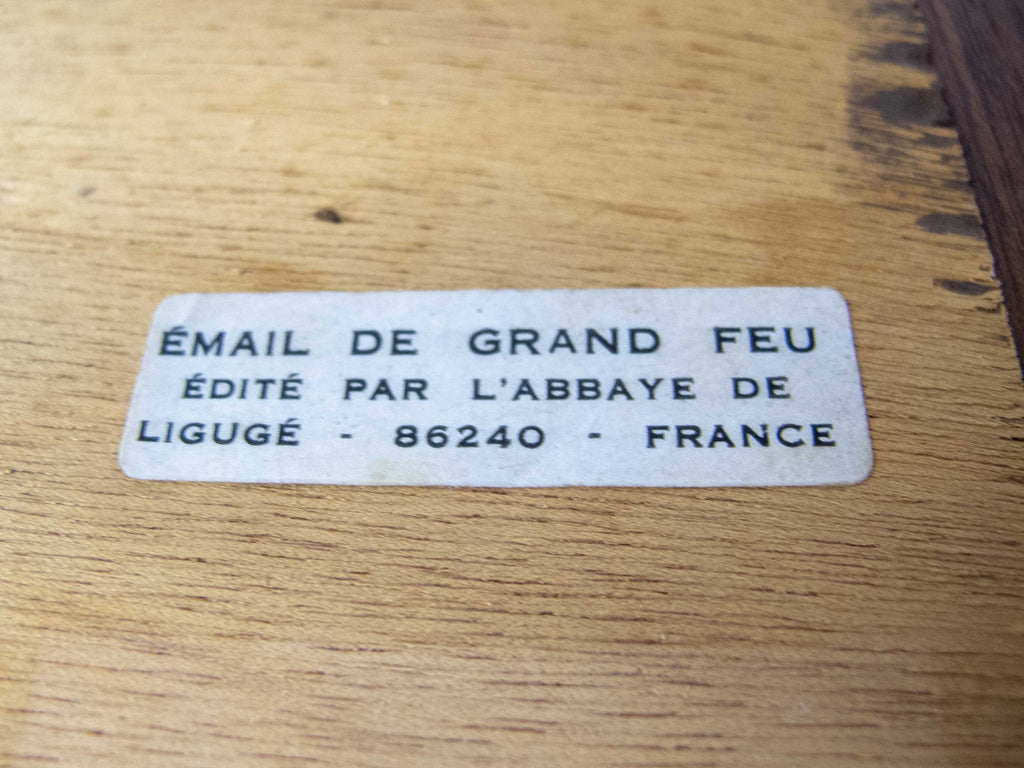 ÉMAIL DE GRAND FEU
ÉDITÉ PAR L'ABBAYE DE
LIGUGÉ - 86240 - FRANCE